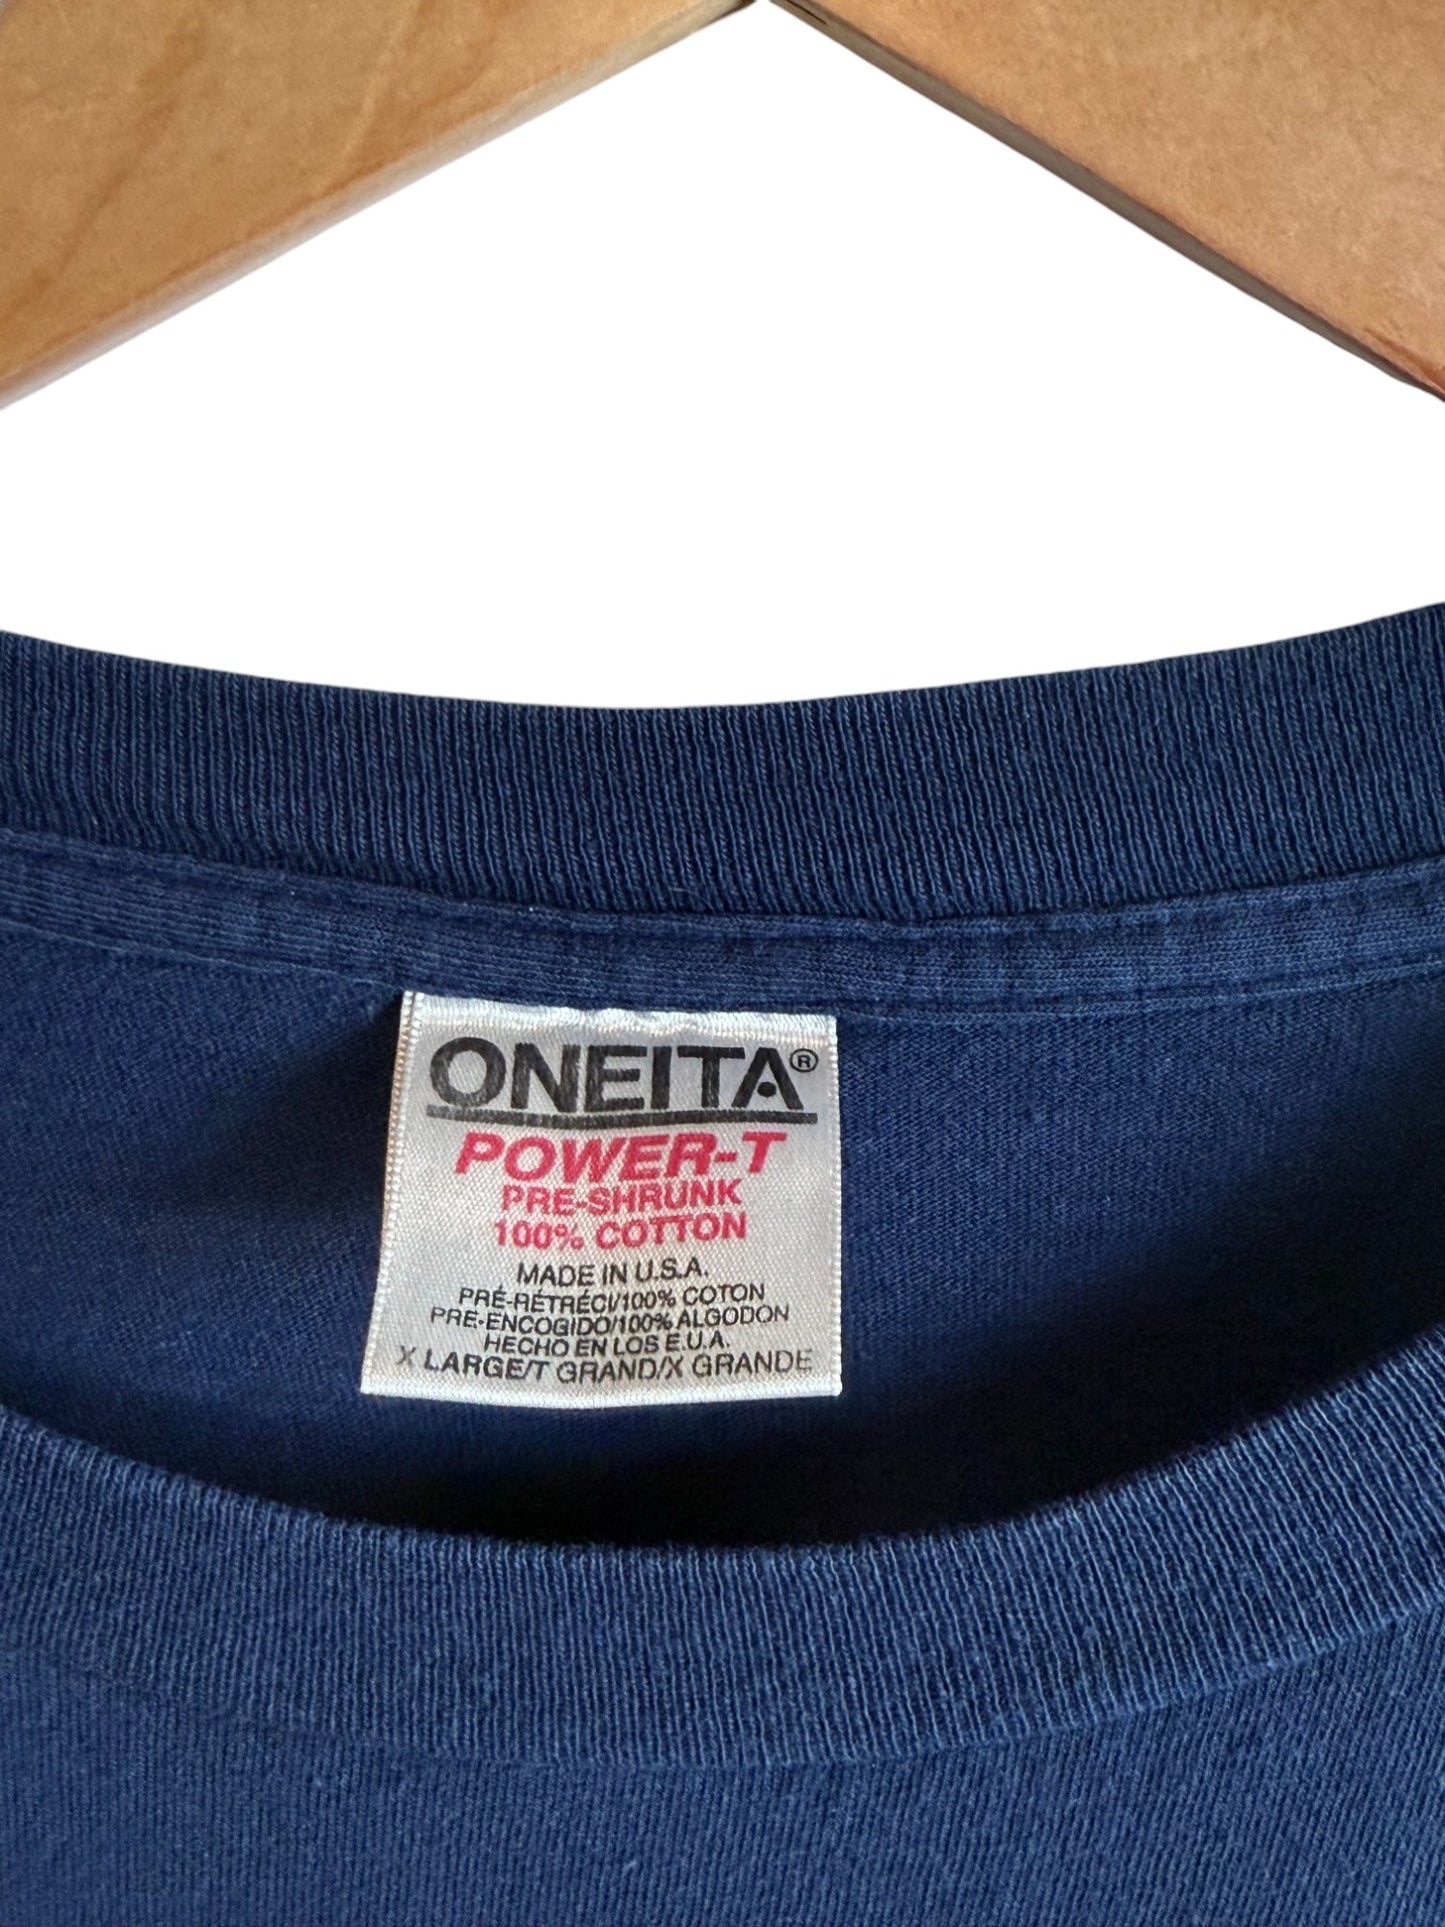 ONEITA®
POWER-T
PRE-SHRUNK
100% COTTON
MADE IN U.S.A.
PRÉ-RÉTRÉCI/100% COTON
PRE-ENCOGIDO/100% ALGODON
HECHO EN LOS E.U.A.
X LARGE/T GRAND/X GRANDE